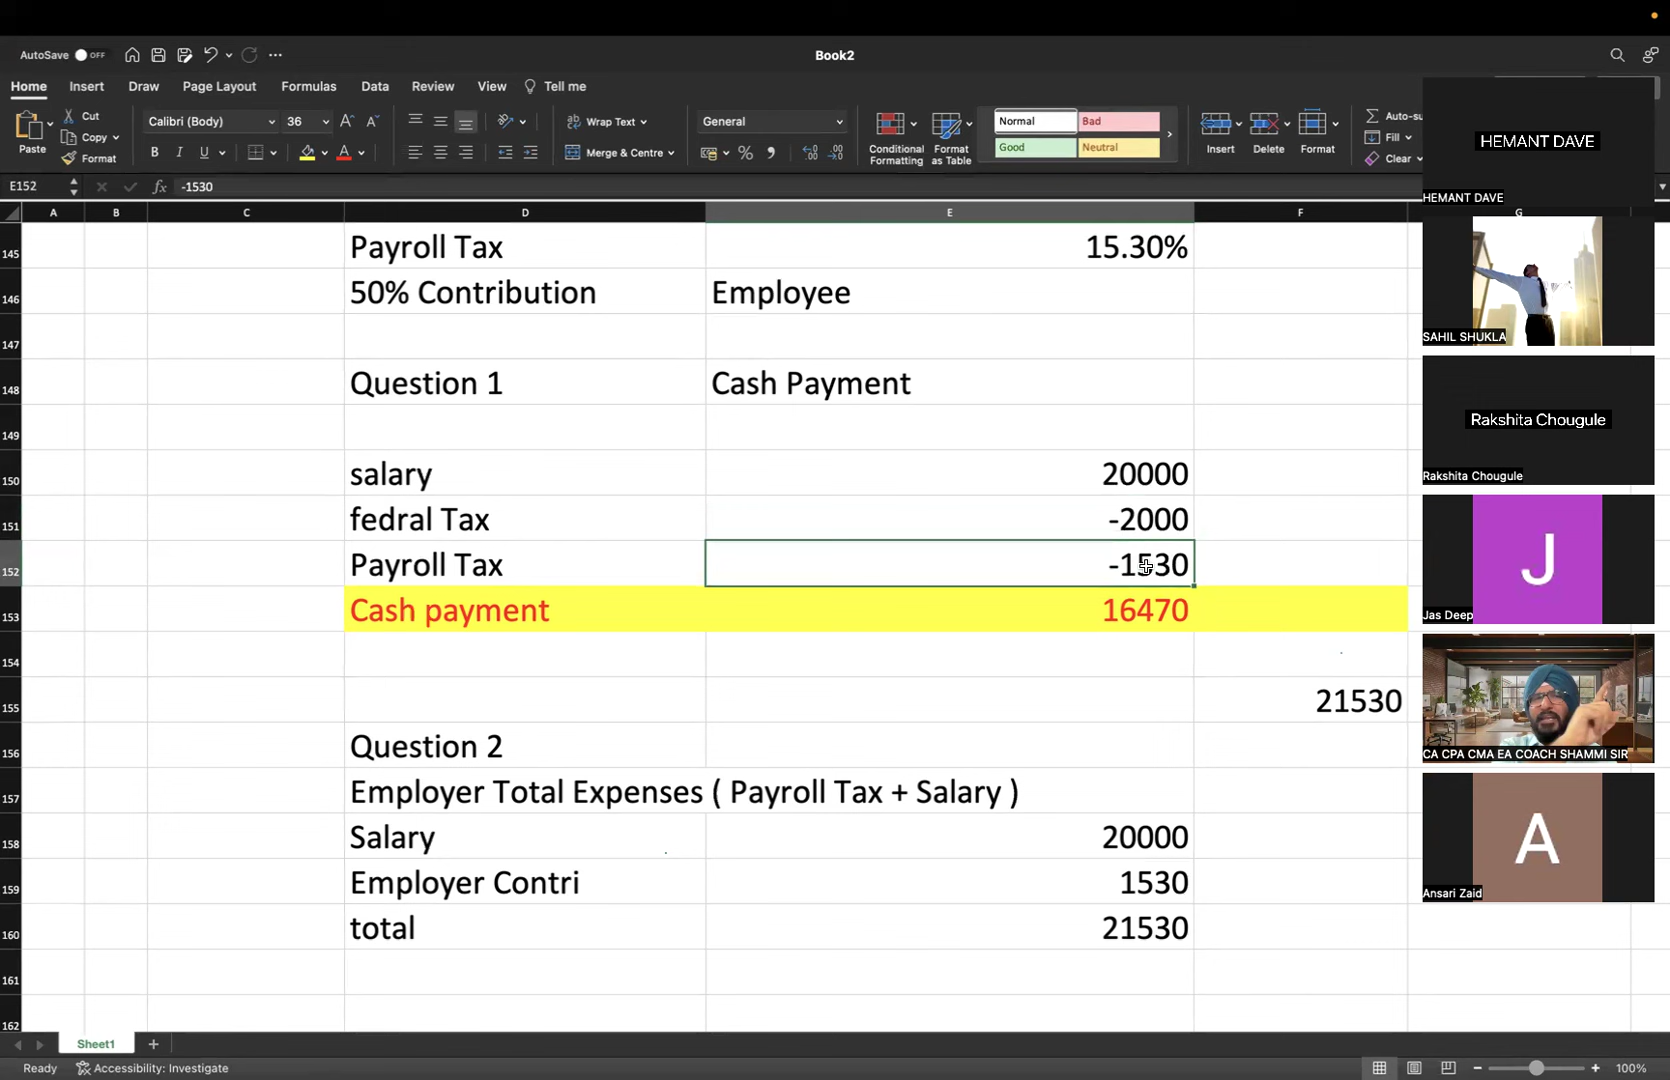 AutoSave OFF
Book2
Home Insert Draw Page Layout Formulas Data Review View Tell me
Paste Cut Copy Format
Calibri (Body) 36
B I U
Wrap Text
Merge & Centre
General
Conditional Formatting
Format as Table
Normal Bad
Good Neutral
Insert Delete Format
Auto-su
Fill
Clear
E152 fx -1530
A B C D E F G
145 Payroll Tax 15.30%
146 50% Contribution Employee
147
148 Question 1 Cash Payment
149
150 salary 20000
151 fedral Tax -2000
152 Payroll Tax -1530
153 Cash payment 16470
154
155 21530
156 Question 2
157 Employer Total Expenses ( Payroll Tax + Salary )
158 Salary 20000
159 Employer Contri 1530
160 total 21530
161
162
HEMANT DAVE
HEMANT DAVE
SAHIL SHUKLA
Rakshita Chougule
Rakshita Chougule
J
Jas Deep
CA CPA CMA EA COACH SHAMMI SIR
A
Ansari Zaid
Sheet1
Ready Accessibility: Investigate 100%